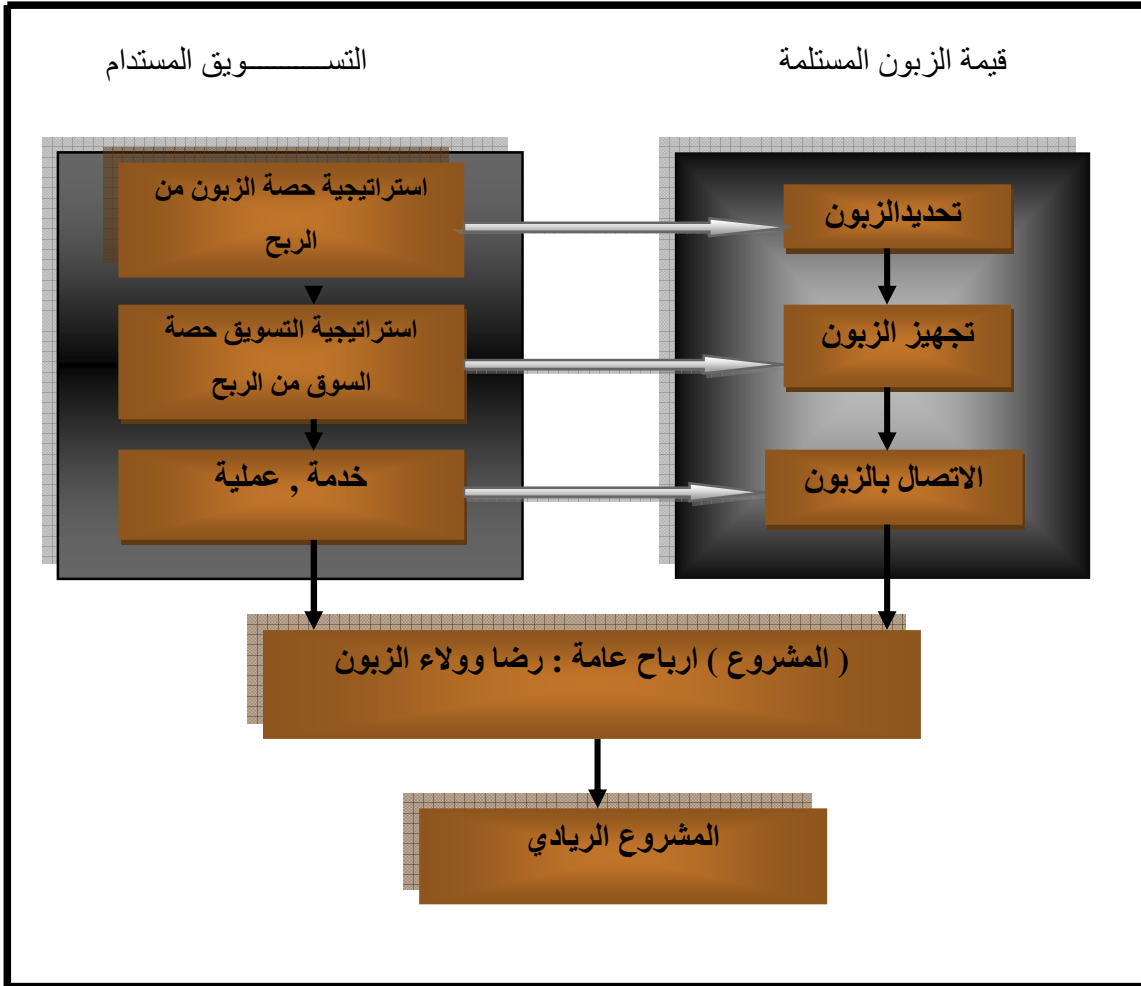 قيمة الزبون المستلمة
التســـــــــــويق المستدام
تحديدالزبون
تجهيز الزبون
الاتصال بالزبون
استراتيجية حصة الزبون من
الربح
استراتيجية التسويق حصة
السوق من الربح
خدمة , عملية
( المشروع ) ارباح عامة : رضا وولاء الزبون
المشروع الريادي